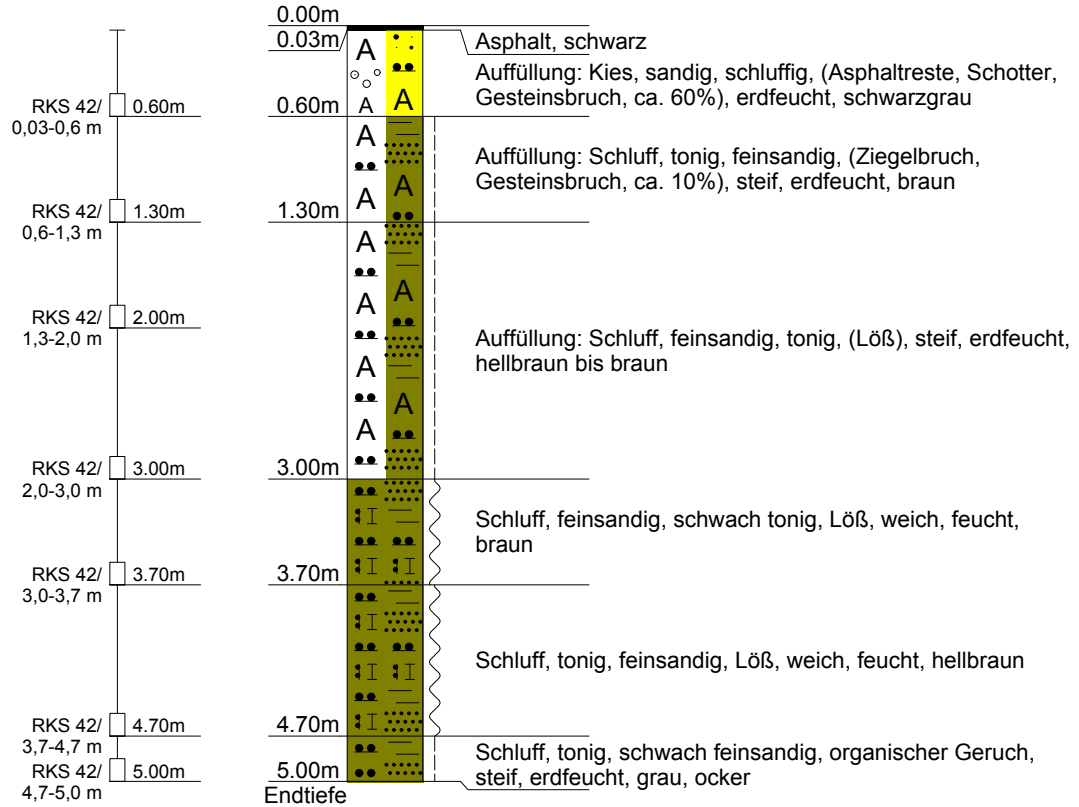 0.00m
0.03m
Asphalt, schwarz
A
Auffüllung: Kies, sandig, schluffig, (Asphaltreste, Schotter,
Gesteinsbruch, ca. 60%), erdfeucht, schwarzgrau
A A
RKS 42/ 0.60m
0,03-0,6 m
0.60m
A
Auffüllung: Schluff, tonig, feinsandig, (Ziegelbruch,
Gesteinsbruch, ca. 10%), steif, erdfeucht, braun
A A
RKS 42/ 1.30m
0,6-1,3 m
1.30m
A
A A
RKS 42/ 2.00m
1,3-2,0 m
Auffüllung: Schluff, feinsandig, tonig, (Löß), steif, erdfeucht,
hellbraun bis braun
A A
A
RKS 42/ 3.00m
2,0-3,0 m
3.00m
Schluff, feinsandig, schwach tonig, Löß, weich, feucht,
braun
RKS 42/ 3.70m
3,0-3,7 m
3.70m
Schluff, tonig, feinsandig, Löß, weich, feucht, hellbraun
RKS 42/ 4.70m
3,7-4,7 m
4.70m
Schluff, tonig, schwach feinsandig, organischer Geruch,
steif, erdfeucht, grau, ocker
RKS 42/ 5.00m
4,7-5,0 m
5.00m
Endtiefe